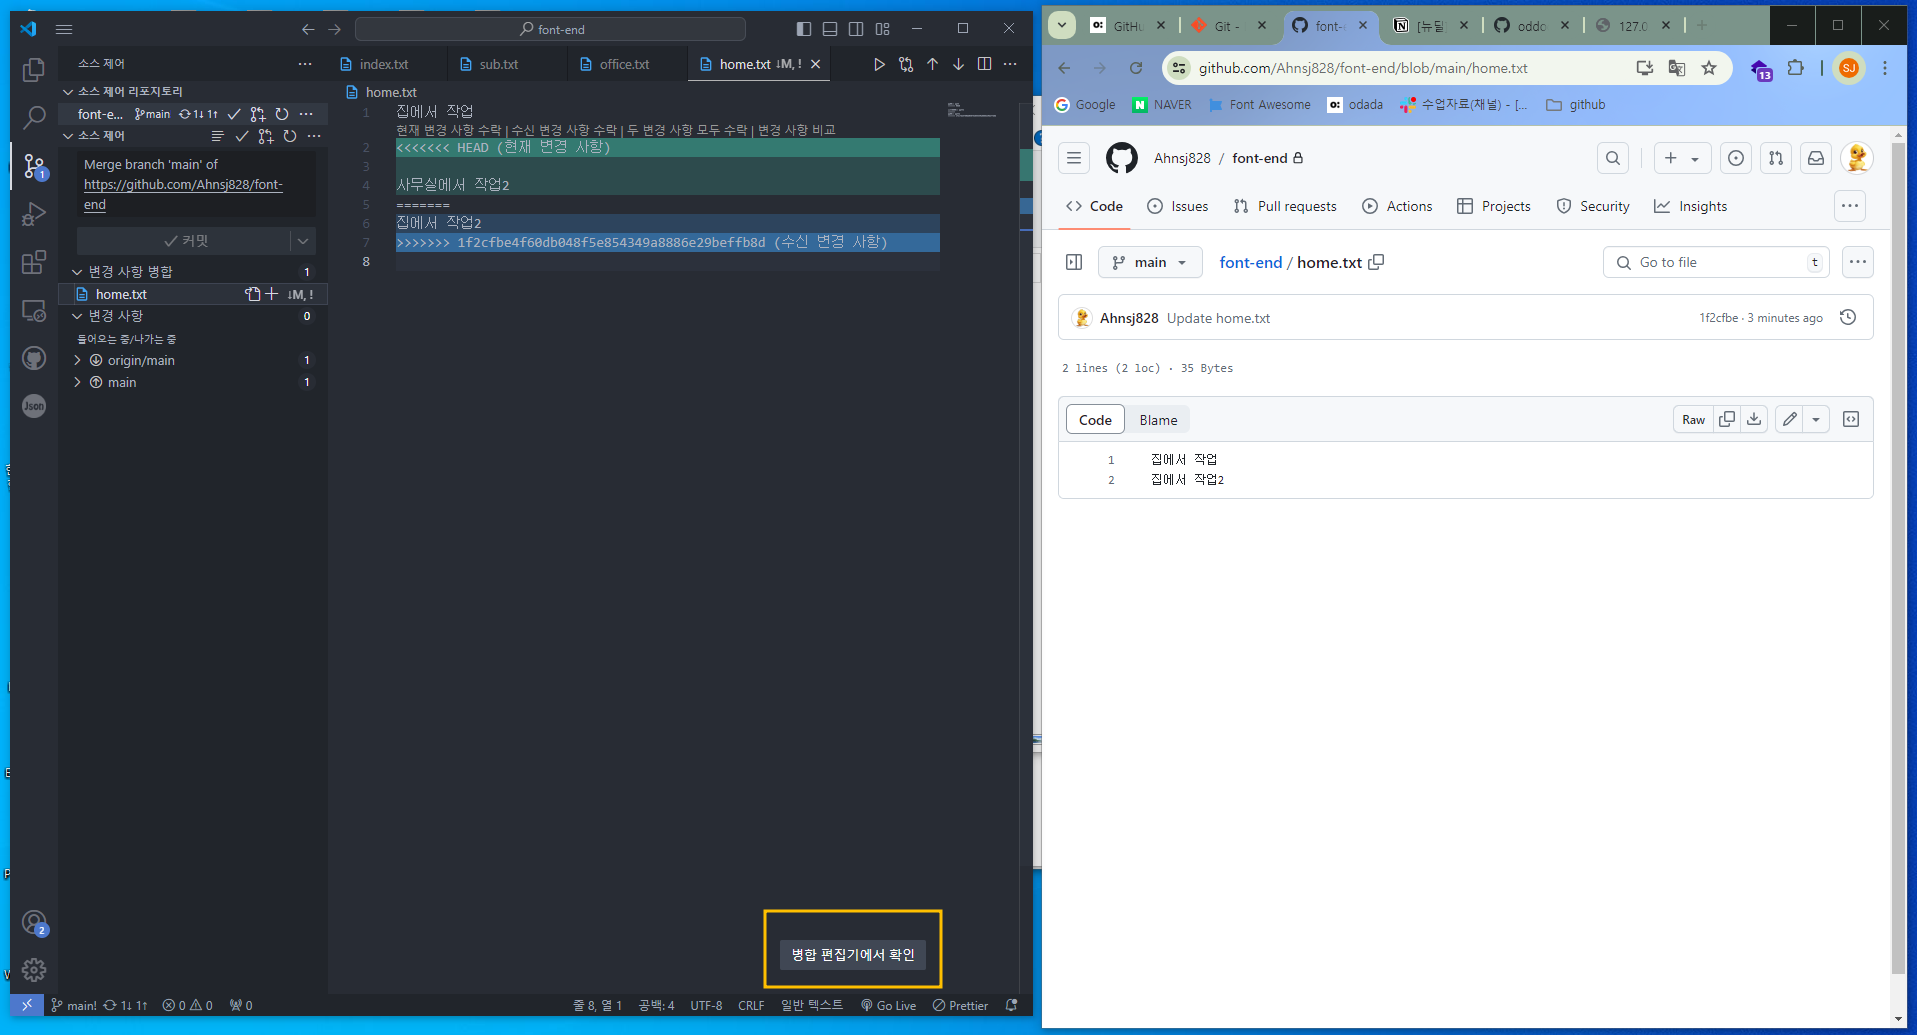 font-end
소스 제어
index.txt
sub.txt
office.txt
home.txt ↓M, !
소스 제어 리포지토리
font-e...
main
1↓ 1↑
소스 제어
Merge branch 'main' of
https://github.com/Ahnsj828/font-
end
커밋
변경 사항 병합
1
home.txt
↓M, !
변경 사항
0
들어오는 중/나가는 중
origin/main
1
main
1
1
Json
2
home.txt
1 집에서 작업
현재 변경 사항 수락 | 수신 변경 사항 수락 | 두 변경 사항 모두 수락 | 변경 사항 비교
2 <<<<<<< HEAD (현재 변경 사항)
3
4 사무실에서 작업2
5 =======
6 집에서 작업2
7 >>>>>>> 1f2cfbe4f60db048f5e854349a8886e29beffb8d (수신 변경 사항)
8
병합 편집기에서 확인
main! 1↓ 1↑ 0 0 0
줄 8, 열 1 공백: 4 UTF-8 CRLF 일반 텍스트 Go Live Prettier
GitHu
Git -
font-
[뉴딜
oddo
127.0
github.com/Ahnsj828/font-end/blob/main/home.txt
13
SJ
Google NAVER Font Awesome odada 수업자료(채널) - [... github
Ahnsj828 / font-end
Code Issues Pull requests Actions Projects Security Insights
main
font-end / home.txt
Go to file t
Ahnsj828 Update home.txt
1f2cfbe · 3 minutes ago
2 lines (2 loc) · 35 Bytes
Code Blame
Raw
1 집에서 작업
2 집에서 작업2